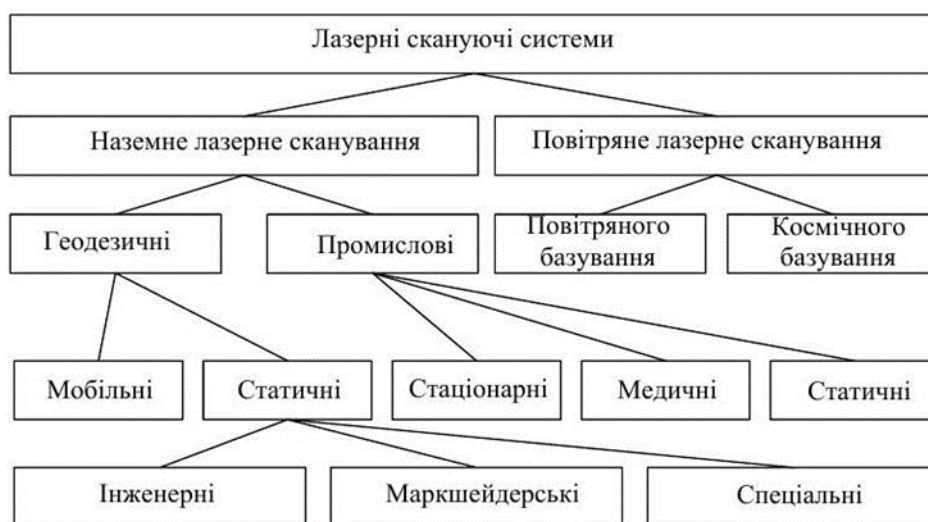 Лазерні скануючі системи
Наземне лазерне сканування
Повітряне лазерне сканування
Геодезичні
Промислові
Повітряного
базування
Космічного
базування
Мобільні
Статичні
Стаціонарні
Медичні
Статичні
Інженерні
Маркшейдерські
Спеціальні